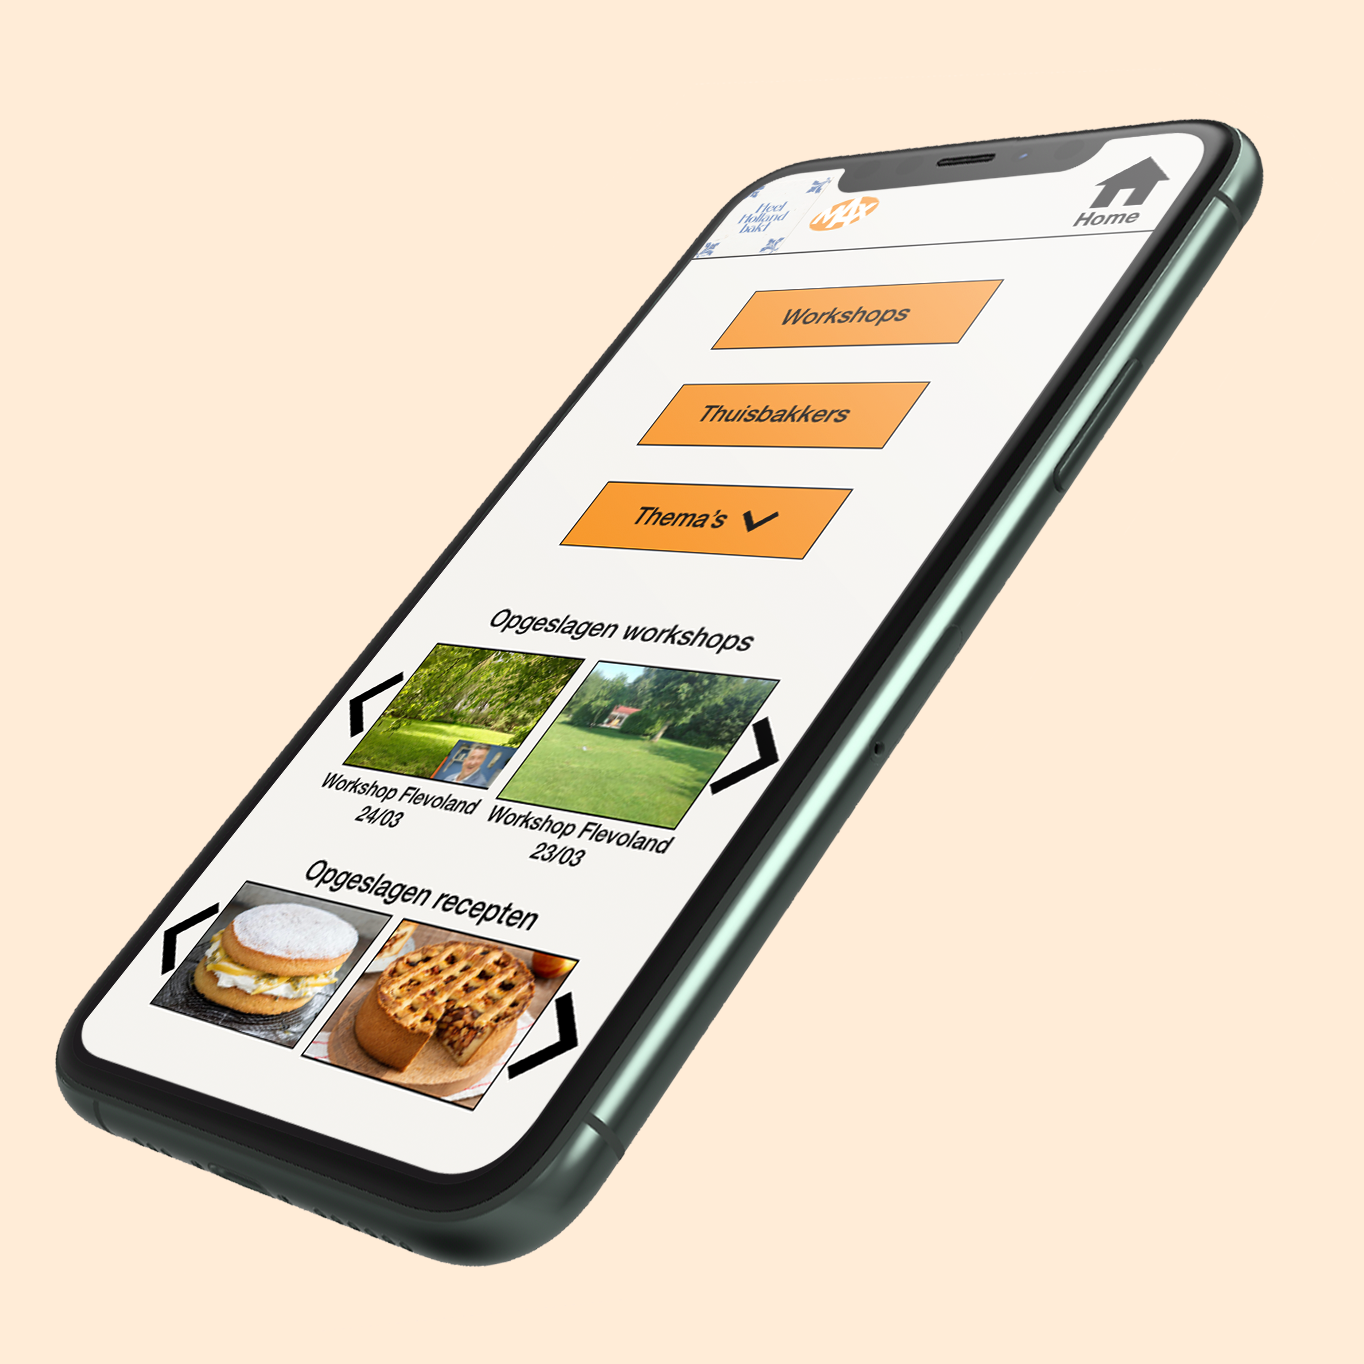 Heel
Holland
bakt
MAX
Home
Workshops
Thuisbakkers
Thema's
Opgeslagen workshops
Workshop Flevoland
24/03
Workshop Flevoland
23/03
Opgeslagen recepten